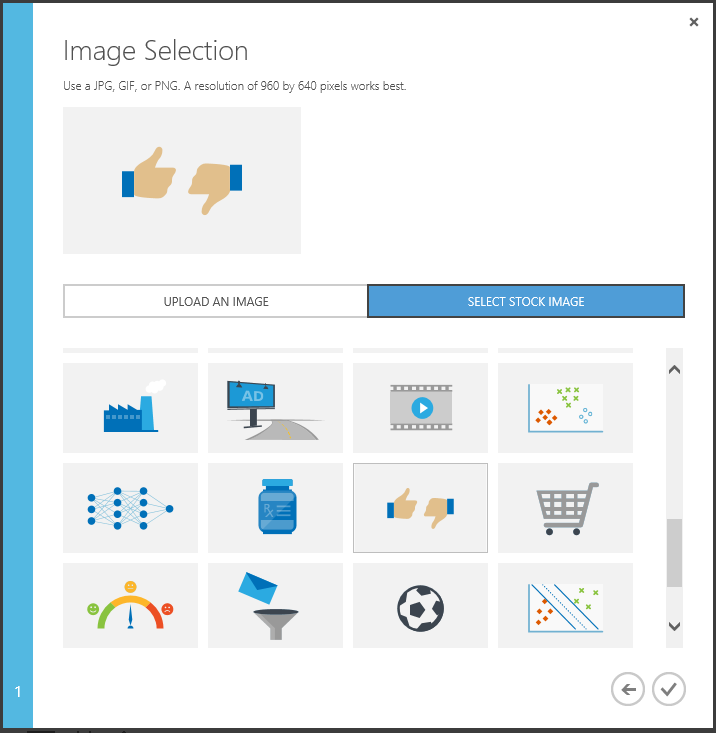 Image Selection
Use a JPG, GIF, or PNG. A resolution of 960 by 640 pixels works best.
UPLOAD AN IMAGE
SELECT STOCK IMAGE
AD
Rx
1